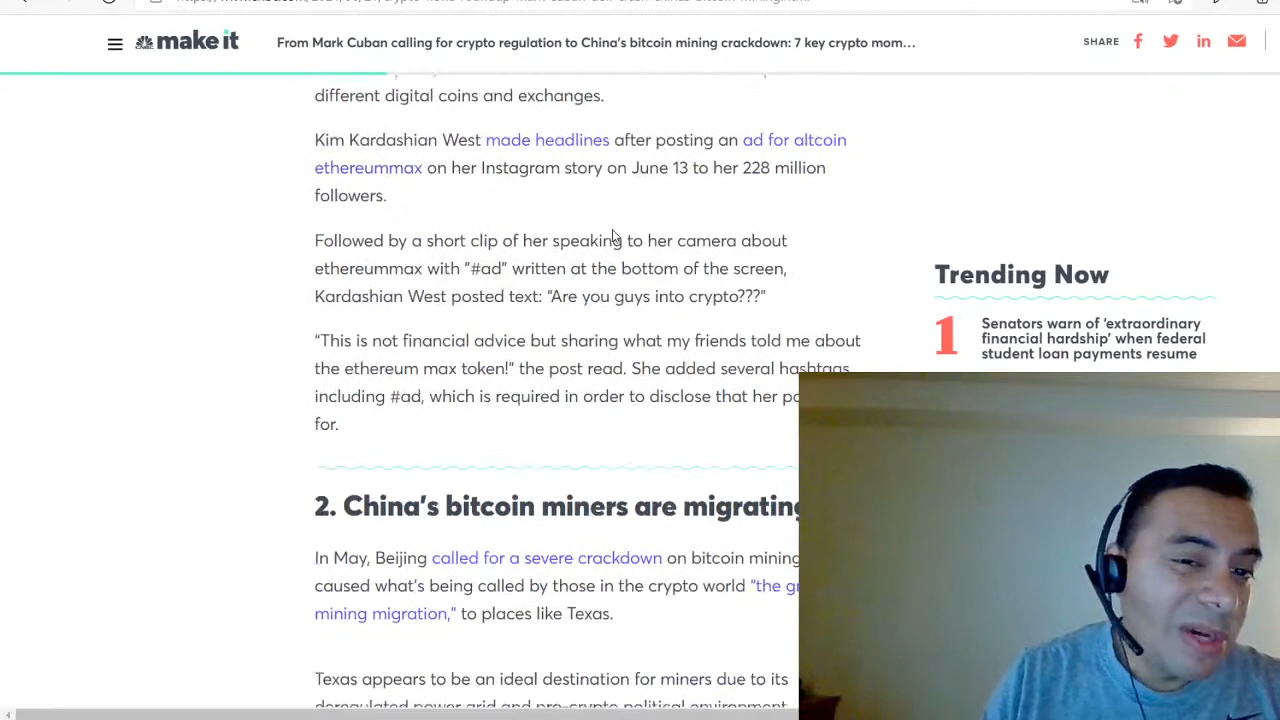 make it
From Mark Cuban calling for crypto regulation to China's bitcoin mining crackdown: 7 key crypto mom…
SHARE
different digital coins and exchanges.
Kim Kardashian West made headlines after posting an ad for altcoin
ethereummax on her Instagram story on June 13 to her 228 million
followers.
Followed by a short clip of her speaking to her camera about
ethereummax with "#ad" written at the bottom of the screen,
Kardashian West posted text: "Are you guys into crypto???"
"This is not financial advice but sharing what my friends told me about
the ethereum max token!" the post read. She added several hashtags
including #ad, which is required in order to disclose that her
for.
Trending Now
1
Senators warn of 'extraordinary
financial hardship' when federal
student loan payments resume
2. China's bitcoin miners are migrating
In May, Beijing called for a severe crackdown on bitcoin mining
caused what's being called by those in the crypto world "the
mining migration," to places like Texas.
Texas appears to be an ideal destination for miners due to its
deregulated power grid and pro-crypto political environment